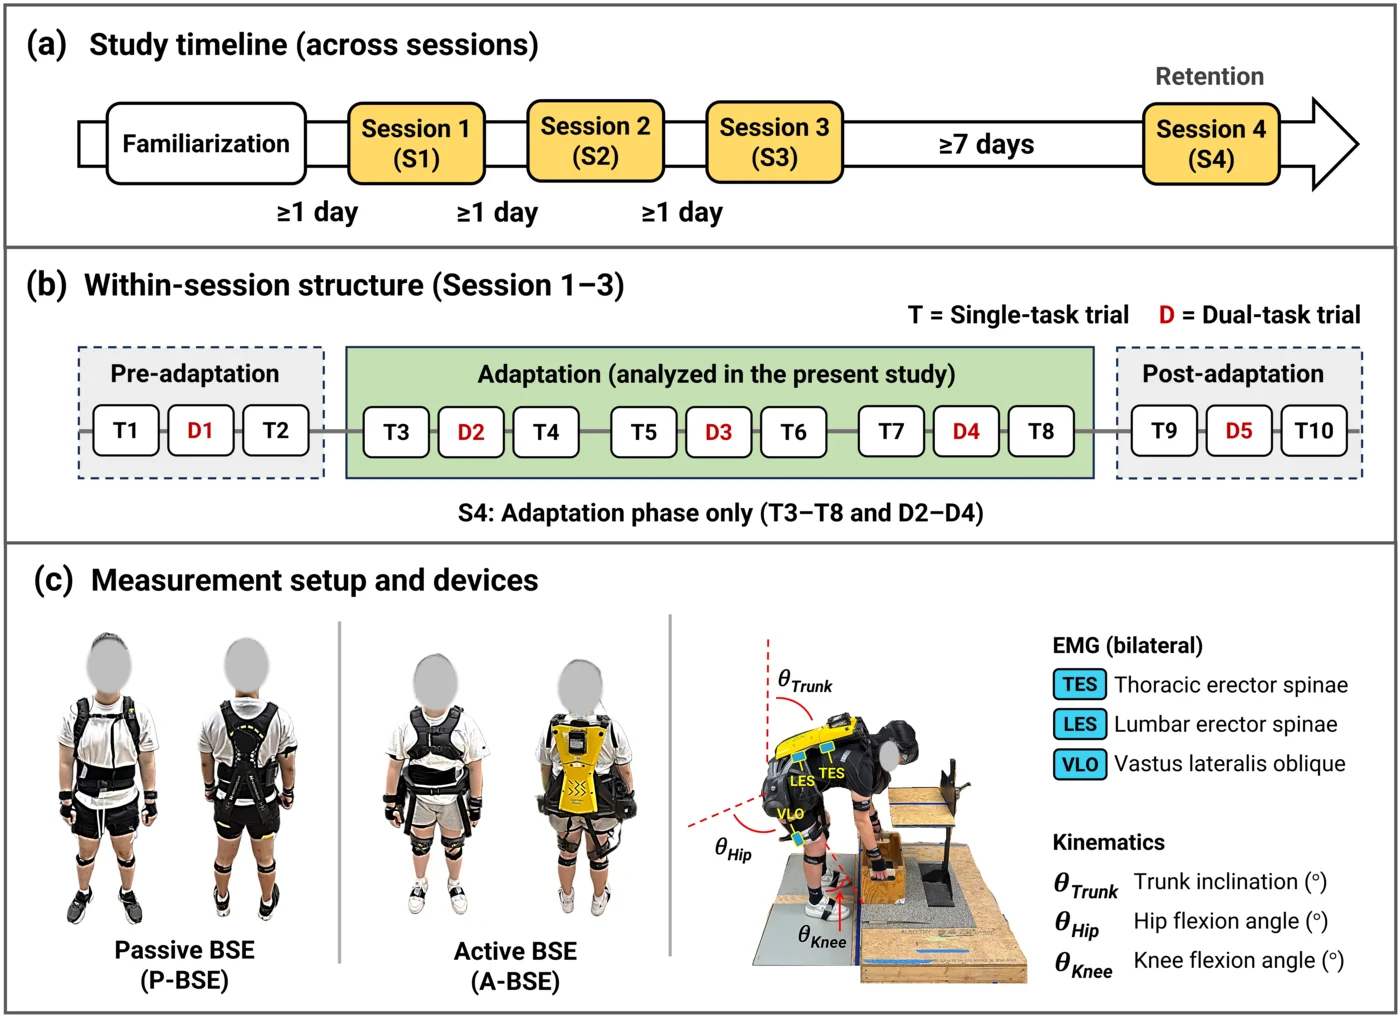 (a) Study timeline (across sessions)
Retention
Familiarization
Session 1
(S1)
Session 2
(S2)
Session 3
(S3)
≥7 days
Session 4
(S4)
≥1 day
≥1 day
≥1 day
(b) Within-session structure (Session 1–3)
T = Single-task trial D = Dual-task trial
Pre-adaptation
T1 D1 T2
Adaptation (analyzed in the present study)
T3 D2 T4 T5 D3 T6 T7 D4 T8
Post-adaptation
T9 D5 T10
S4: Adaptation phase only (T3–T8 and D2–D4)
(c) Measurement setup and devices
Passive BSE
(P-BSE)
Active BSE
(A-BSE)
θTrunk
LES TES
VLO
θHip
θKnee
EMG (bilateral)
TES Thoracic erector spinae
LES Lumbar erector spinae
VLO Vastus lateralis oblique
Kinematics
θTrunk Trunk inclination (°)
θHip Hip flexion angle (°)
θKnee Knee flexion angle (°)